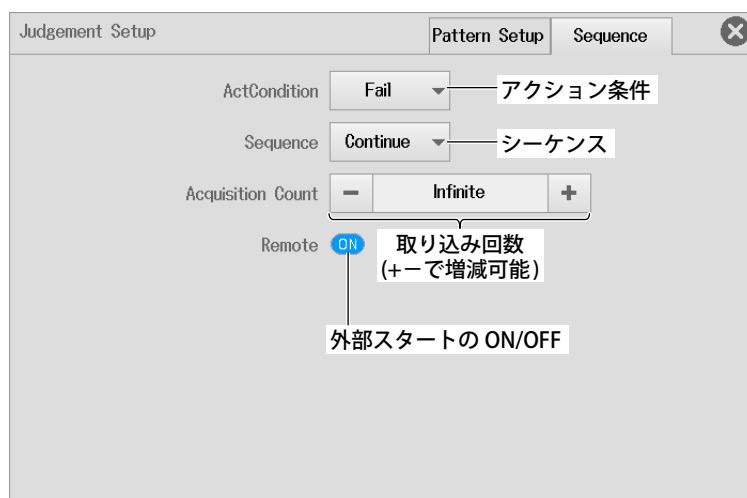 Judgement Setup
Pattern Setup
Sequence
ActCondition
Fail
アクション条件
Sequence
Continue
シーケンス
Acquisition Count
Infinite
取り込み回数
(+－で増減可能)
Remote
ON
外部スタートの ON/OFF